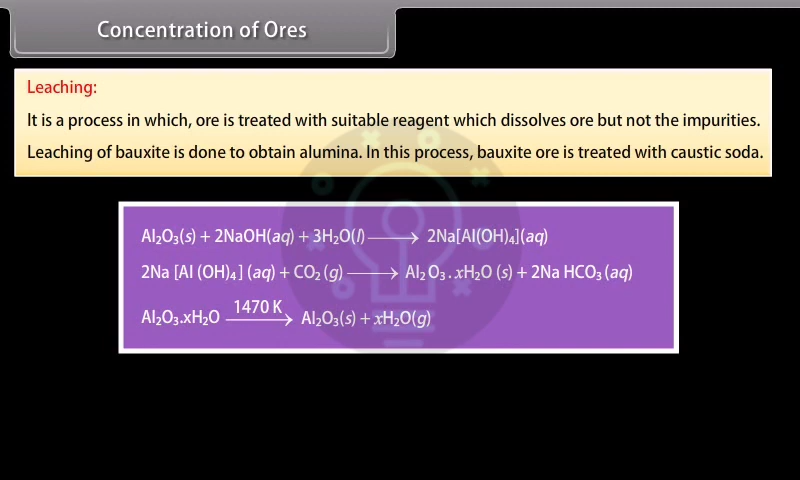 Concentration of Ores
Leaching:
It is a process in which, ore is treated with suitable reagent which dissolves ore but not the impurities.
Leaching of bauxite is done to obtain alumina. In this process, bauxite ore is treated with caustic soda.
Al₂O₃(s) + 2NaOH(aq) + 3H₂O(l) ⟶ 2Na[Al(OH)₄](aq)
2Na [Al (OH)₄] (aq) + CO₂ (g) ⟶ Al₂ O₃ . xH₂O (s) + 2Na HCO₃ (aq)
Al₂O₃.xH₂O 1470 K⟶ Al₂O₃(s) + xH₂O(g)